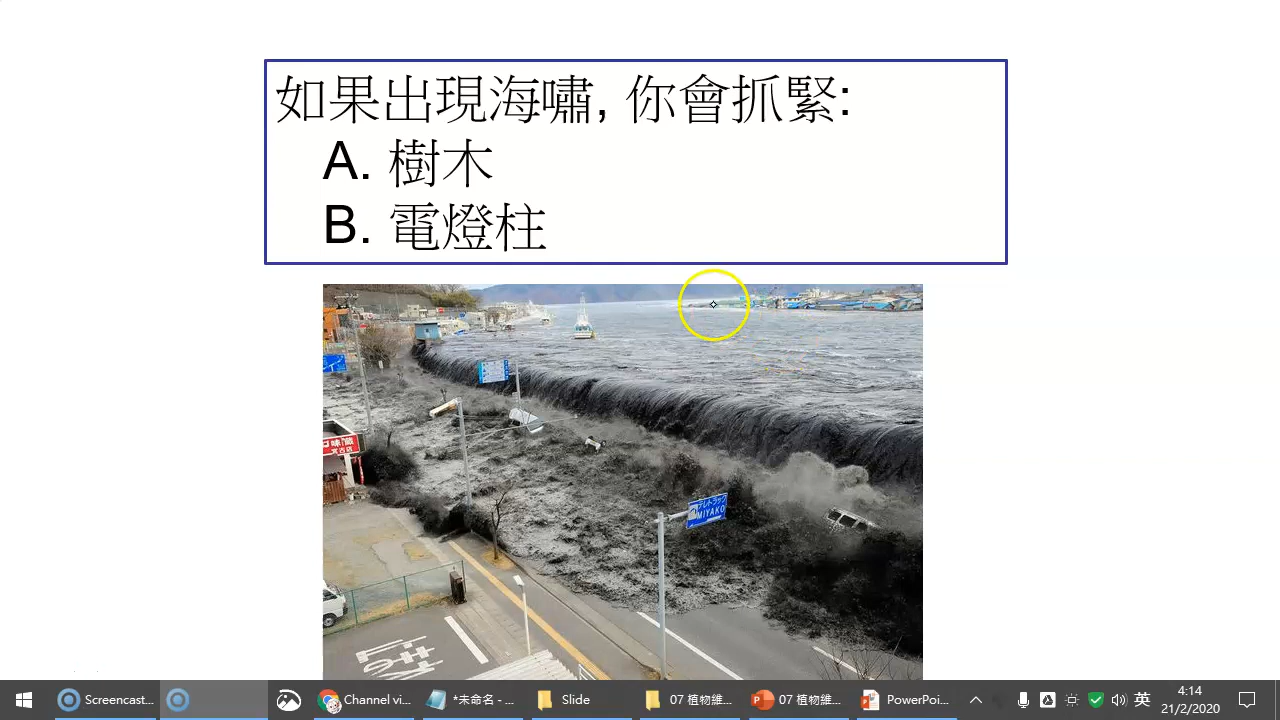 如果出現海嘯, 你會抓緊:
A. 樹木
B. 電燈柱
MIYAKO
Screencast...
Channel vi...
*未命名 - ...
Slide
07 植物維...
07 植物維...
PowerPoi...
英
4:14
21/2/2020